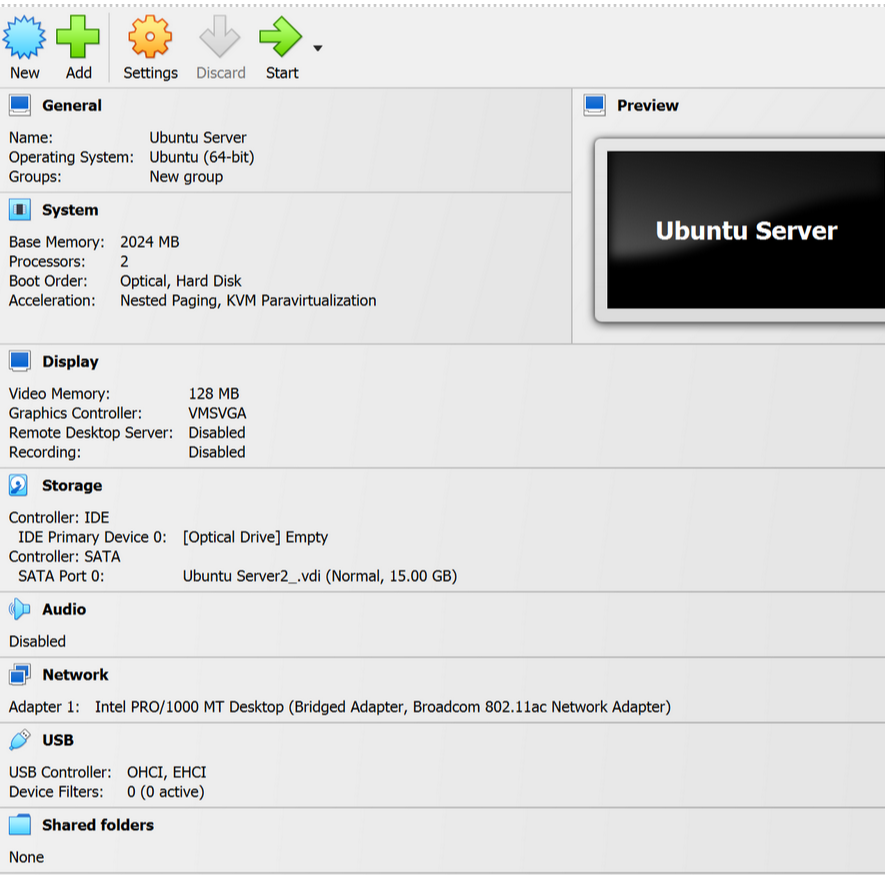 New Add Settings Discard Start
General
Name: Ubuntu Server
Operating System: Ubuntu (64-bit)
Groups: New group
Preview
Ubuntu Server
System
Base Memory: 2024 MB
Processors: 2
Boot Order: Optical, Hard Disk
Acceleration: Nested Paging, KVM Paravirtualization
Display
Video Memory: 128 MB
Graphics Controller: VMSVGA
Remote Desktop Server: Disabled
Recording: Disabled
Storage
Controller: IDE
IDE Primary Device 0: [Optical Drive] Empty
Controller: SATA
SATA Port 0: Ubuntu Server2_.vdi (Normal, 15.00 GB)
Audio
Disabled
Network
Adapter 1: Intel PRO/1000 MT Desktop (Bridged Adapter, Broadcom 802.11ac Network Adapter)
USB
USB Controller: OHCI, EHCI
Device Filters: 0 (0 active)
Shared folders
None